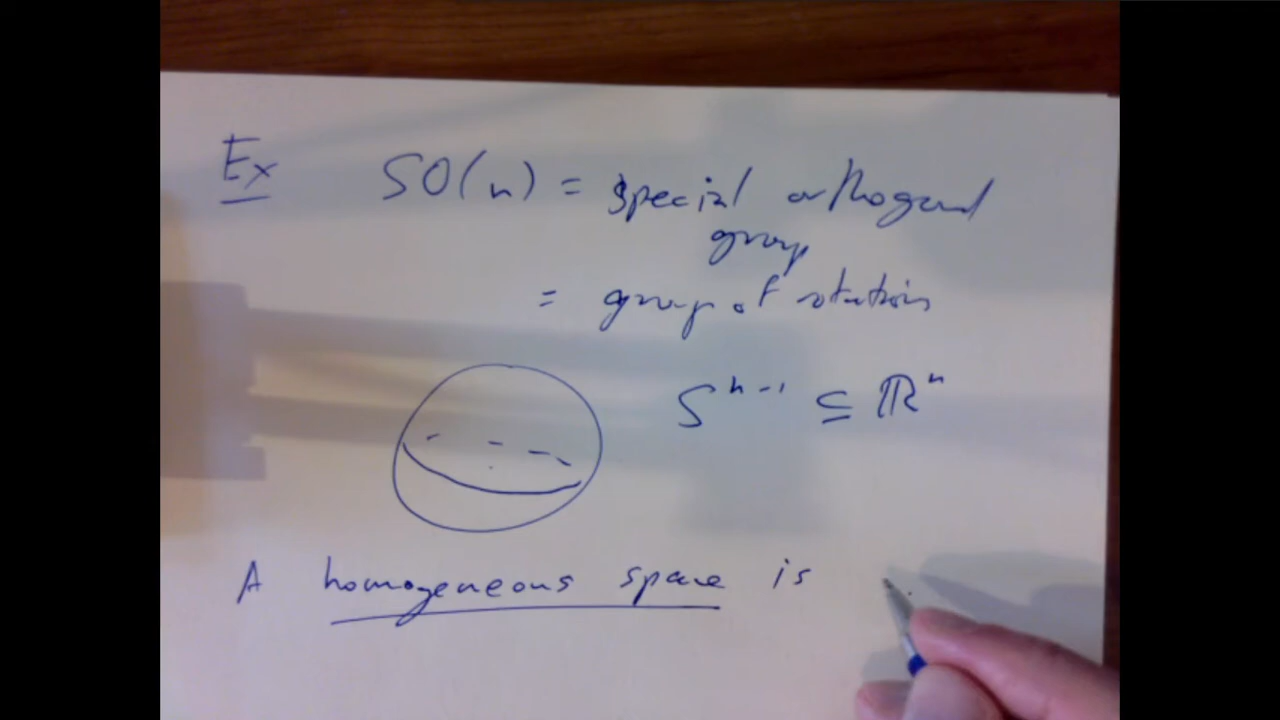 Ex SO(n) = special orthogonal
group
= group of rotations
S^{n-1} ⊆ ℝ^n
A homogeneous space is